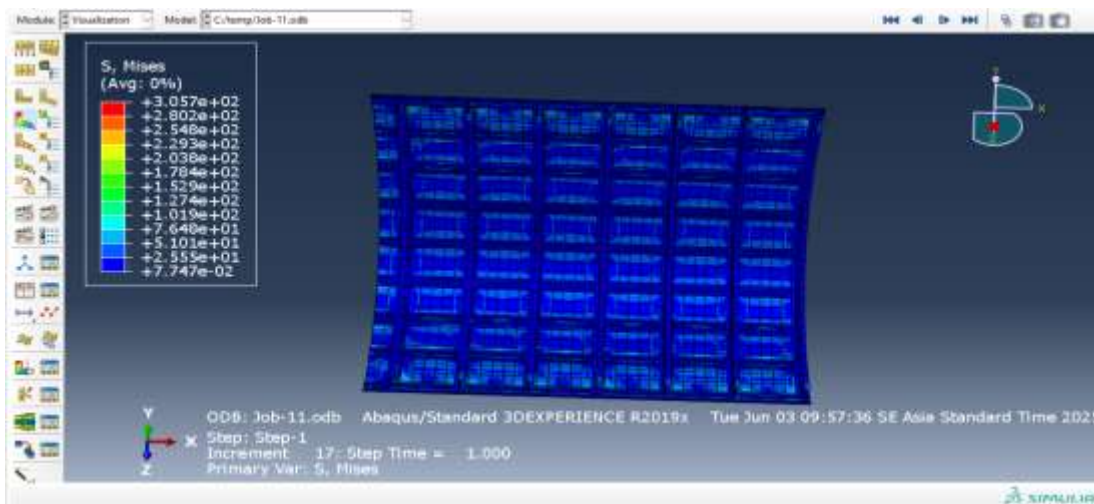 Module: Visualization Model: C:/temp/Job-11.odb
S, Mises
(Avg: 0%)
+3.057e+02
+2.802e+02
+2.548e+02
+2.293e+02
+2.038e+02
+1.784e+02
+1.529e+02
+1.274e+02
+1.019e+02
+7.648e+01
+5.101e+01
+2.555e+01
+7.747e-02
Y
X
Y
X
Z
ODB: Job-11.odb Abaqus/Standard 3DEXPERIENCE R2019x Tue Jun 03 09:57:36 SE Asia Standard Time 2025
Step: Step-1
Increment 17: Step Time = 1.000
Primary Var: S, Mises
SIMULIA